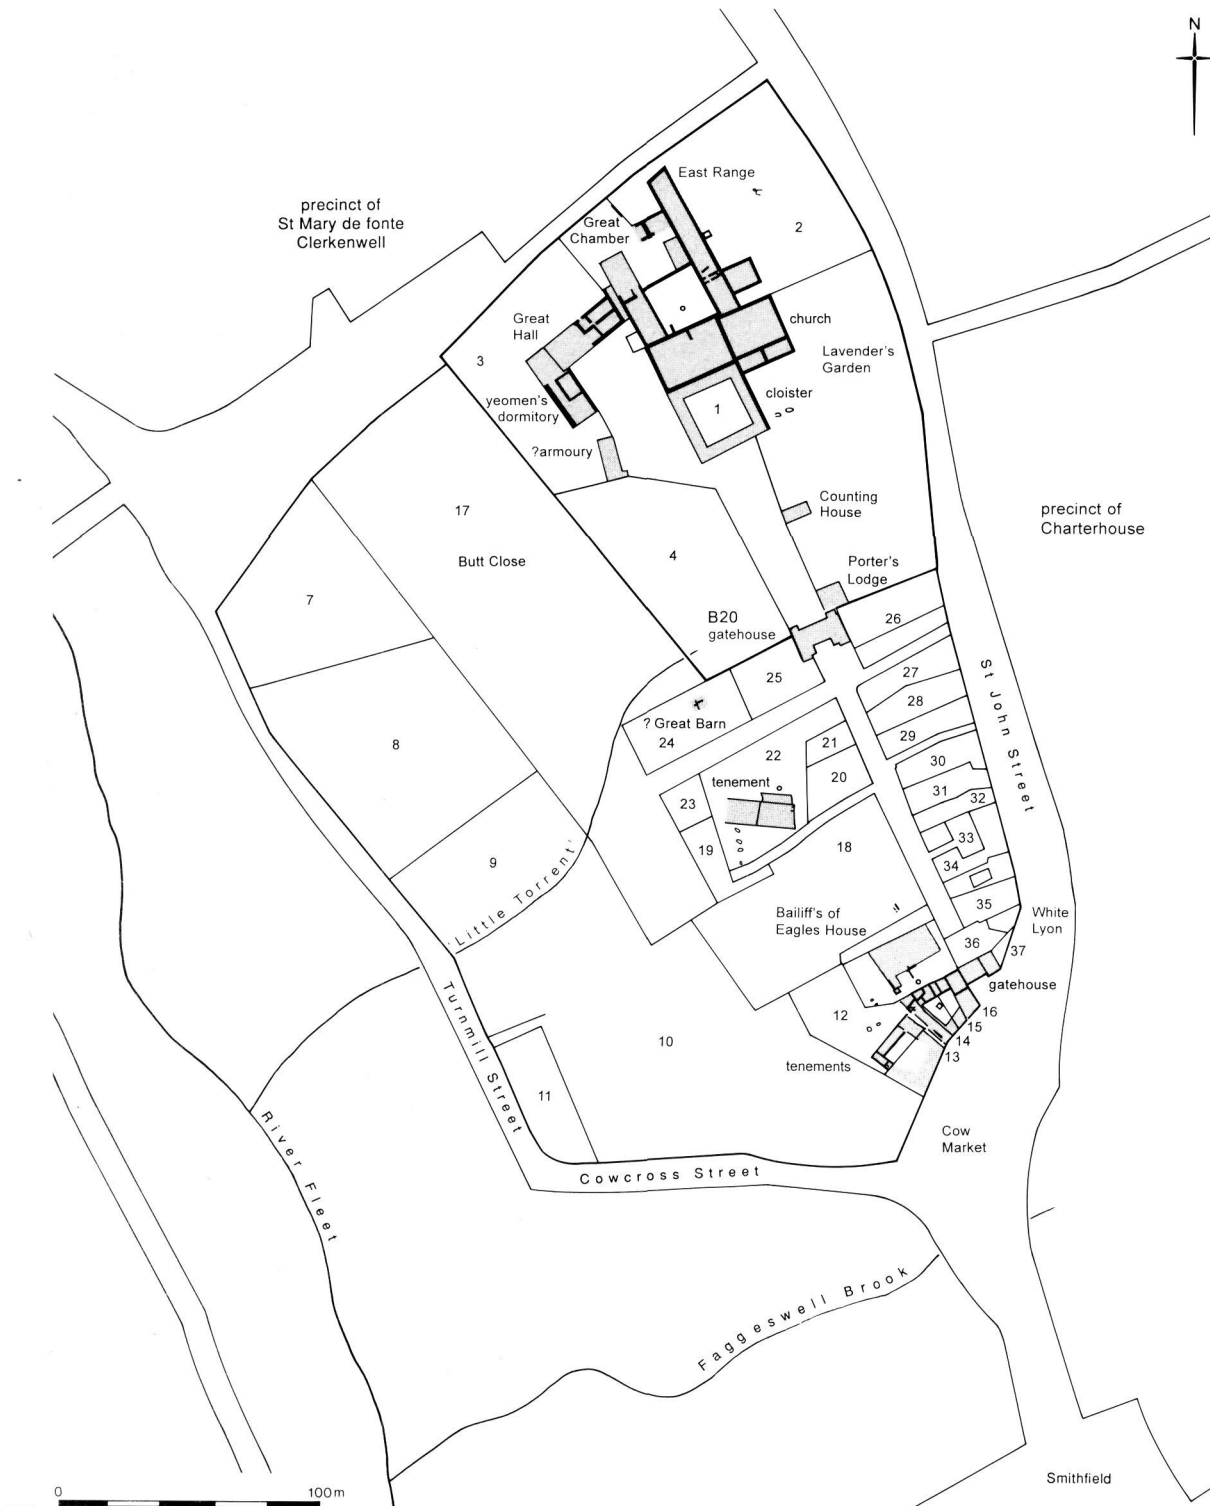 N
East Range
precinct of
St Mary de fonte
Clerkenwell
Great
Chamber
2
Great
Hall
church
3
Lavender's
Garden
yeomen's
dormitory
1
cloister
?armoury
17
Counting
House
precinct of
Charterhouse
Butt Close
4
Porter's
Lodge
7
B20
gatehouse
26
25
27
St John Street
28
? Great Barn
24
29
8
22
21
30
tenement
20
31
32
23
33
19
18
34
9
'Little Torrent'
35
Bailiff's of
Eagles House
White
Lyon
36
37
gatehouse
Turnmill Street
12
16
15
10
14
13
tenements
11
River Fleet
Cow
Market
Cowcross Street
Faggeswell Brook
Smithfield
0
100m